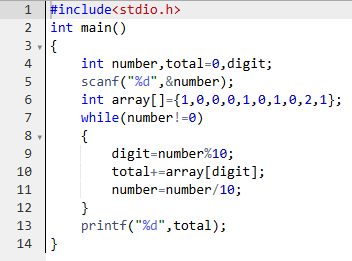 1 #include<stdio.h>
2 int main()
3 {
4 int number,total=0,digit;
5 scanf("%d",&number);
6 int array[]={1,0,0,0,1,0,1,0,2,1};
7 while(number!=0)
8 {
9 digit=number%10;
10 total+=array[digit];
11 number=number/10;
12 }
13 printf("%d",total);
14 }